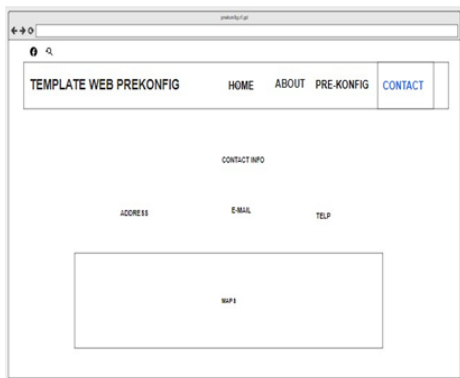 TEMPLATE WEB PREKONFIG HOME ABOUT PRE-KONFIG CONTACT
CONTACT INFO
ADDRESS E-MAIL TELP
MAPS